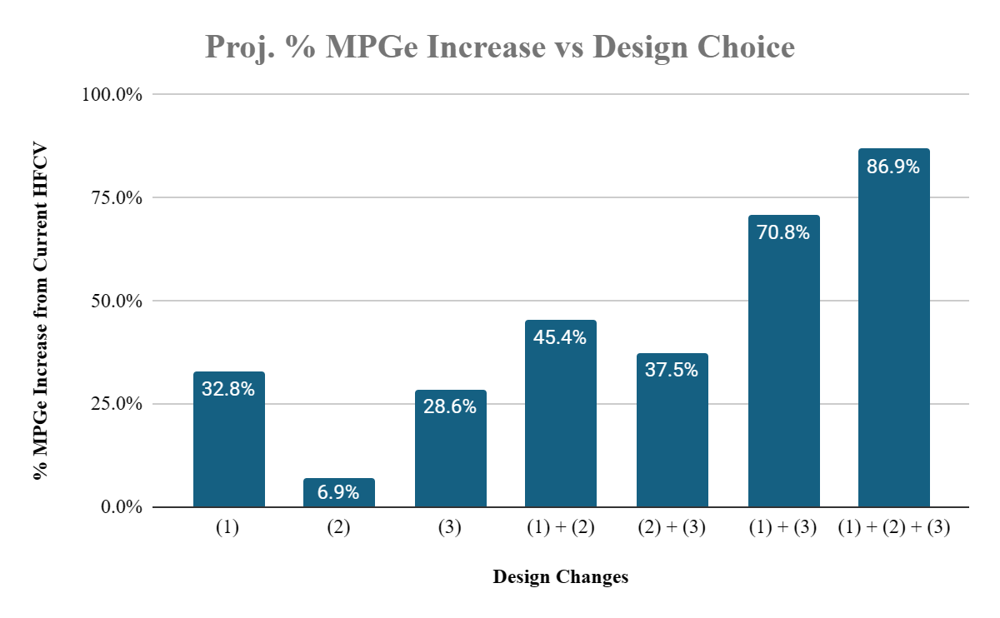 Proj. % MPGe Increase vs Design Choice
% MPGe Increase from Current HFCV
100.0%
75.0%
50.0%
25.0%
0.0%
32.8%
6.9%
28.6%
45.4%
37.5%
70.8%
86.9%
(1)
(2)
(3)
(1) + (2)
(2) + (3)
(1) + (3)
(1) + (2) + (3)
Design Changes